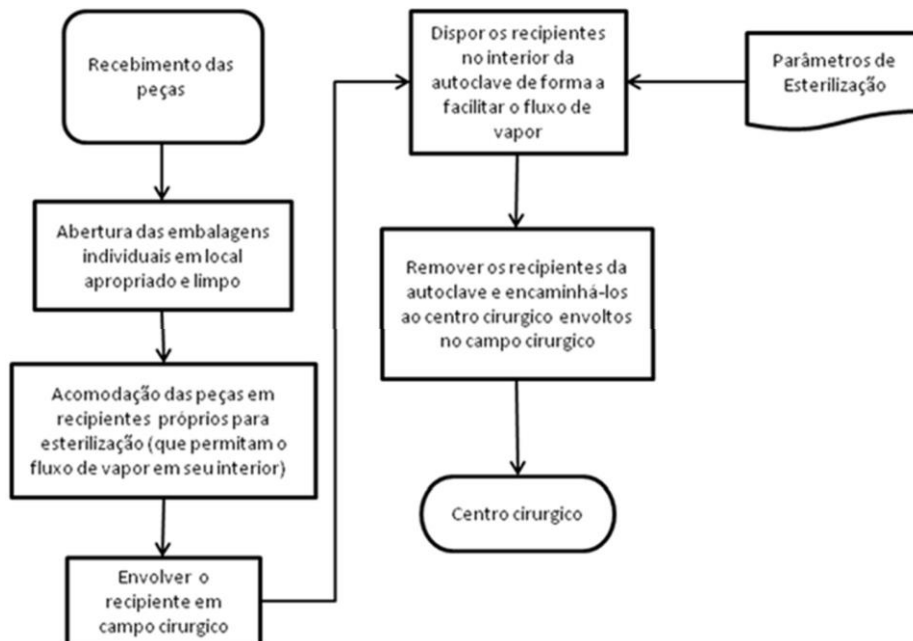 Recebimento das
peças
Abertura das embalagens
individuais em local
apropriado e limpo
Acomodação das peças em
recipientes próprios para
esterilização (que permitam o
fluxo de vapor em seu interior)
Envolver o
recipiente em
campo cirurgico
Dispor os recipientes
no interior da
autoclave de forma a
facilitar o fluxo de
vapor
Parâmetros de
Esterilização
Remover os recipientes da
autoclave e encaminhá-los
ao centro cirurgico envoltos
no campo cirurgico
Centro cirurgico